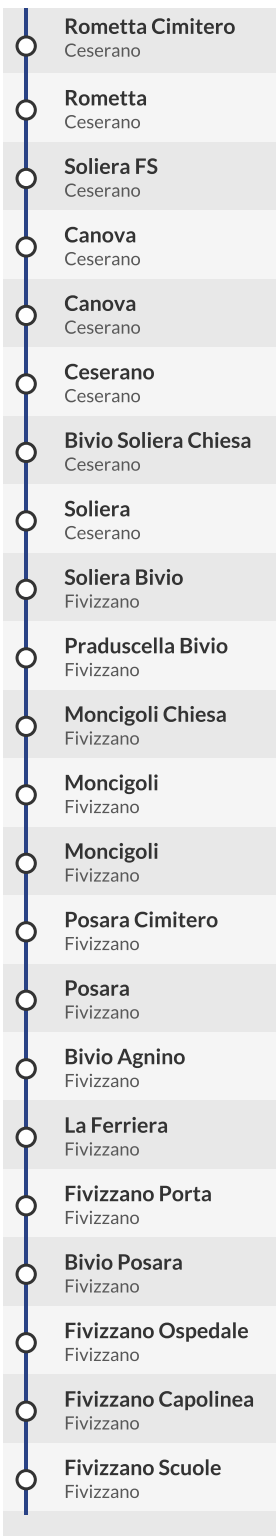 Rometta Cimitero
Ceserano
Rometta
Ceserano
Soliera FS
Ceserano
Canova
Ceserano
Canova
Ceserano
Ceserano
Ceserano
Bivio Soliera Chiesa
Ceserano
Soliera
Ceserano
Soliera Bivio
Fivizzano
Praduscella Bivio
Fivizzano
Moncigoli Chiesa
Fivizzano
Moncigoli
Fivizzano
Moncigoli
Fivizzano
Posara Cimitero
Fivizzano
Posara
Fivizzano
Bivio Agnino
Fivizzano
La Ferriera
Fivizzano
Fivizzano Porta
Fivizzano
Bivio Posara
Fivizzano
Fivizzano Ospedale
Fivizzano
Fivizzano Capolinea
Fivizzano
Fivizzano Scuole
Fivizzano